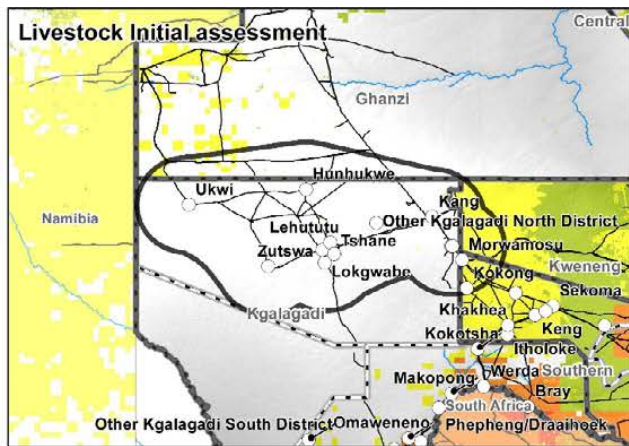 Livestock Initial assessment
Central
Ghanzi
Hunhukwe
Ukwi
Kang
Namibia
Lehututu
Other Kgalagadi North District
Tshane
Morwamosu
Zutswa
Lokgwabe
Kokong
Kweneng
Kgalagadi
Khakhea
Sekoma
Keng
Kokotsha
Itholoke
Makopong
Werda
Southern
Bray
South Africa
Other Kgalagadi South District
Omaweneno
Phepheng/Draaihoek